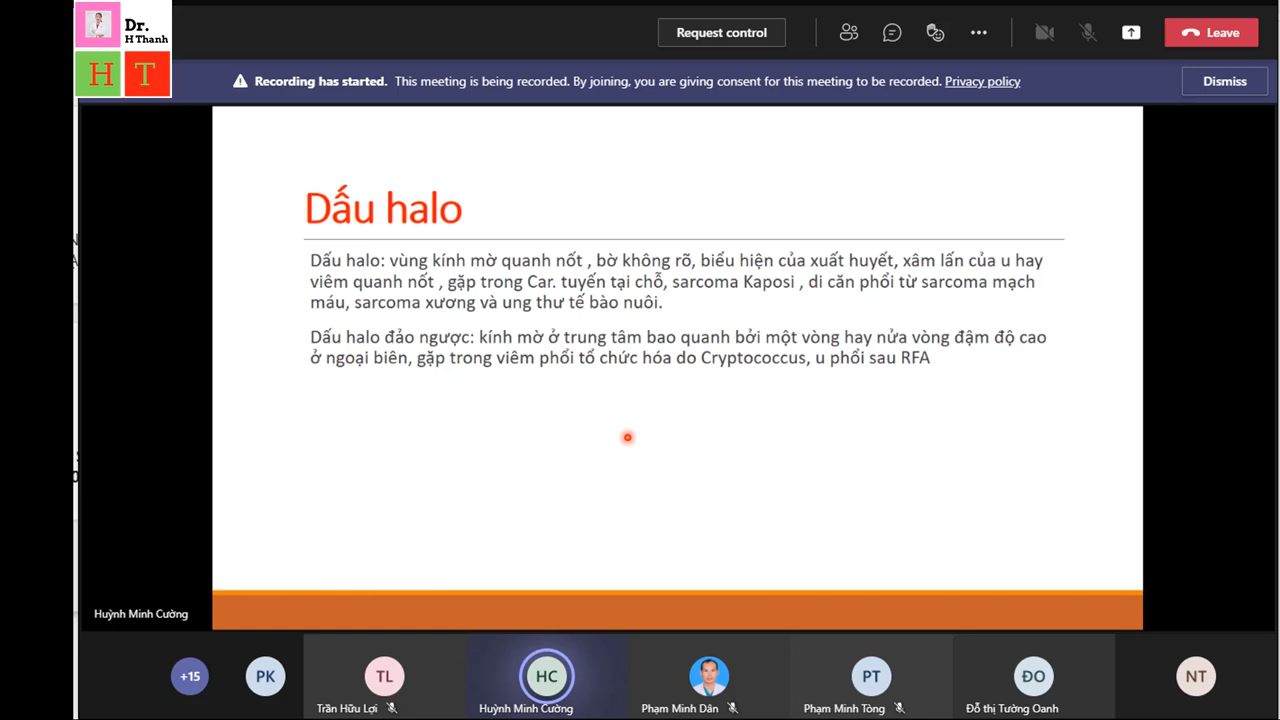 Dr.
H Thanh
H T
Request control
Leave
Recording has started. This meeting is being recorded. By joining, you are giving consent for this meeting to be recorded. Privacy policy
Dismiss
Dấu halo
Dấu halo: vùng kính mờ quanh nốt , bờ không rõ, biểu hiện của xuất huyết, xâm lấn của u hay
viêm quanh nốt , gặp trong Car. tuyến tại chỗ, sarcoma Kaposi , di căn phổi từ sarcoma mạch
máu, sarcoma xương và ung thư tế bào nuôi.
Dấu halo đảo ngược: kính mờ ở trung tâm bao quanh bởi một vòng hay nửa vòng đậm độ cao
ở ngoại biên, gặp trong viêm phổi tổ chức hóa do Cryptococcus, u phổi sau RFA
Huỳnh Minh Cường
+15
PK
TL
HC
PT
ĐO
NT
Trần Hữu Lợi
Huỳnh Minh Cường
Phạm Minh Dân
Phạm Minh Tòng
Đỗ thị Tường Oanh